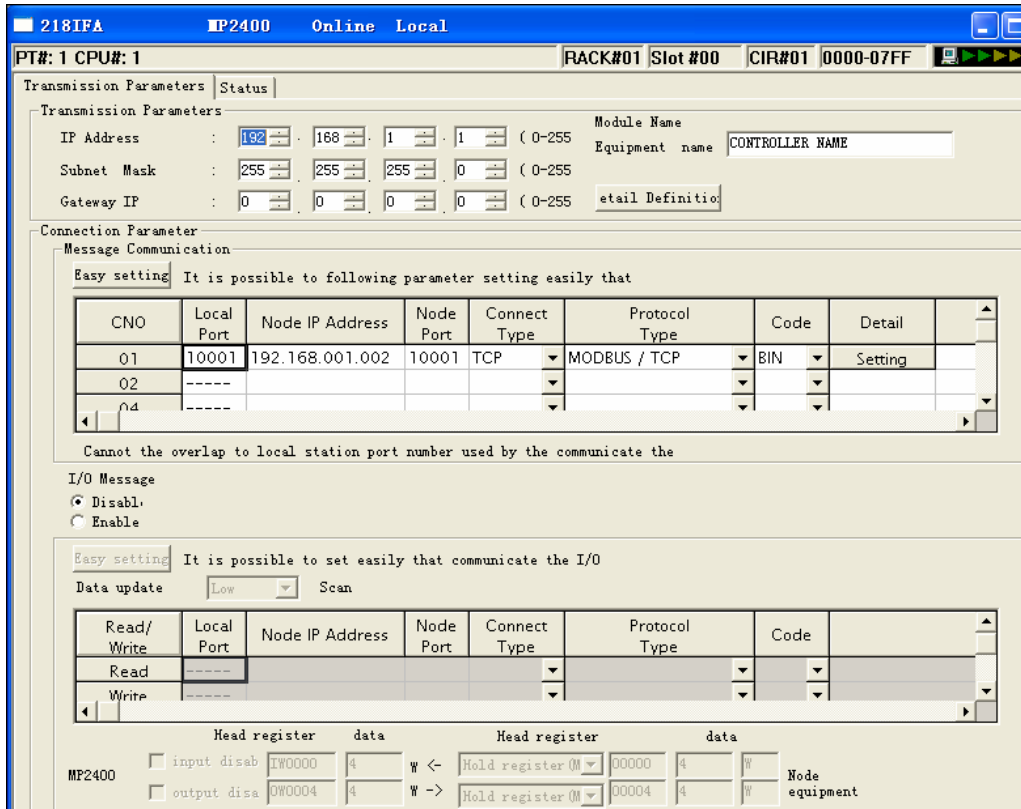 218IFA MP2400 Online Local
PT#: 1 CPU#: 1 RACK#01 Slot #00 CIR#01 0000-07FF
Transmission Parameters Status
Transmission Parameters
IP Address : 192 . 168 . 1 . 1 ( 0-255
Module Name
Equipment name CONTROLLER NAME
Subnet Mask : 255 . 255 . 255 . 0 ( 0-255
Gateway IP : 0 . 0 . 0 . 0 ( 0-255
etail Definitio
Connection Parameter
Message Communication
Easy setting It is possible to following parameter setting easily that
CNO Local Port Node IP Address Node Port Connect Type Protocol Type Code Detail
01 10001 192.168.001.002 10001 TCP MODBUS / TCP BIN Setting
02 -----
04 -----
Cannot the overlap to local station port number used by the communicate the
I/O Message
Disabl
Enable
Easy setting It is possible to set easily that communicate the I/O
Data update Low Scan
Read/ Write Local Port Node IP Address Node Port Connect Type Protocol Type Code
Read -----
Write -----
Head register data Head register data
MP2400
input disab IW0000 4 W <- Hold register(M 00000 4 W
output disa OW0004 4 W -> Hold register(M 00004 4 W
Node
equipment